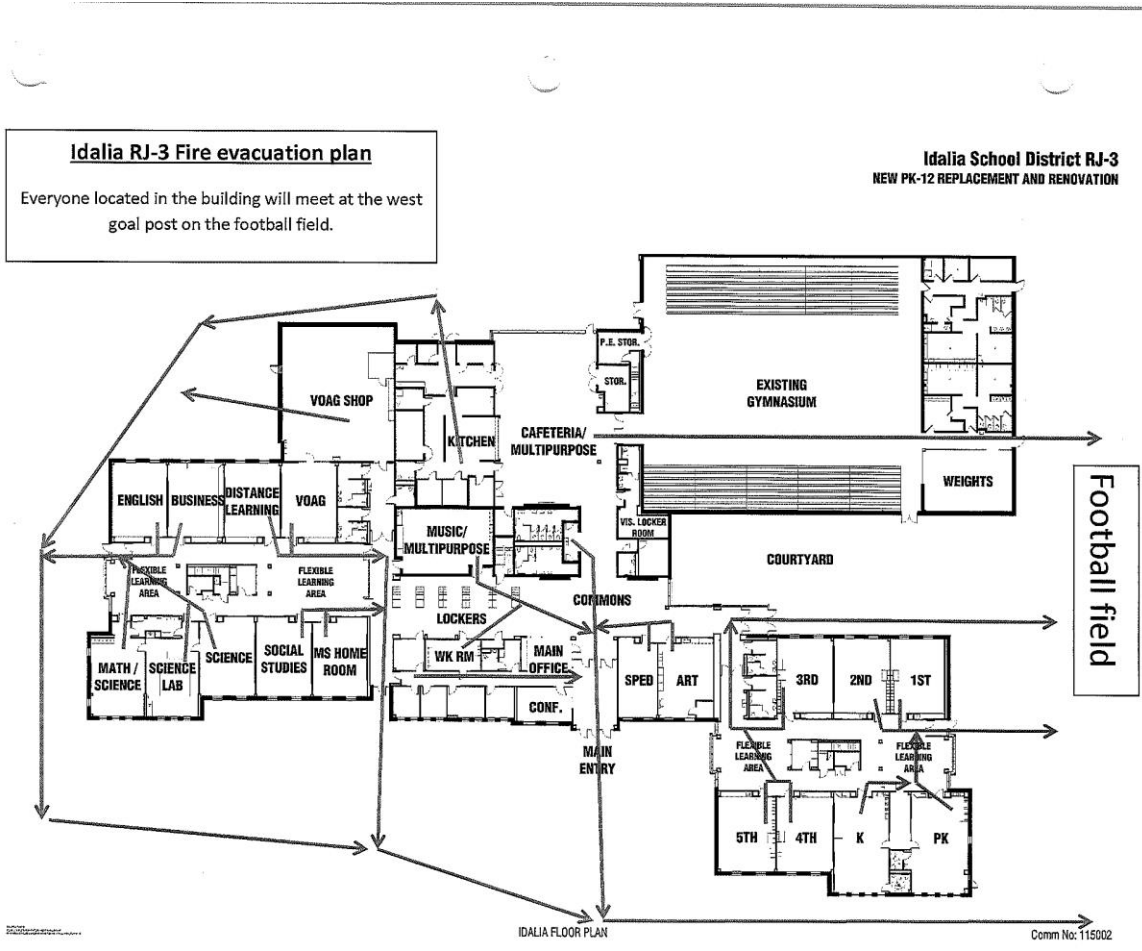 Idalia RJ-3 Fire evacuation plan
Everyone located in the building will meet at the west
goal post on the football field.
Idalia School District RJ-3
NEW PK-12 REPLACEMENT AND RENOVATION
P.E. STOR.
STOR.
VOAG SHOP
EXISTING
GYMNASIUM
KITCHEN
CAFETERIA/
MULTIPURPOSE
ENGLISH
BUSINESS
DISTANCE
LEARNING
VOAG
WEIGHTS
MUSIC/
MULTIPURPOSE
VIS. LOCKER
ROOM
COURTYARD
Football field
FLEXIBLE
LEARNING
AREA
FLEXIBLE
LEARNING
AREA
LOCKERS
COMMONS
MATH /
SCIENCE
SCIENCE
LAB
SCIENCE
SOCIAL
STUDIES
MS HOME
ROOM
WK RM
MAIN
OFFICE
CONF.
SPED
ART
3RD
2ND
1ST
MAIN
ENTRY
FLEXIBLE
LEARNING
AREA
FLEXIBLE
LEARNING
AREA
5TH
4TH
K
PK
IDALIA FLOOR PLAN
Comm No: 115002